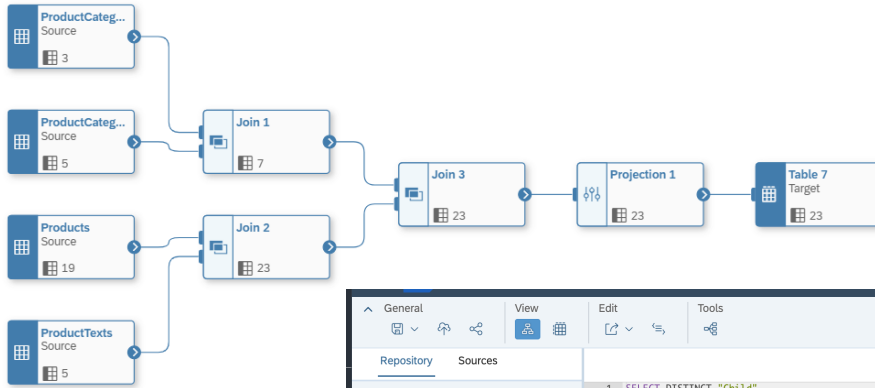 ProductCateg...
Source
3
ProductCateg...
Source
5
Join 1
7
Products
Source
19
Join 2
23
ProductTexts
Source
5
Join 3
23
Projection 1
23
Table 7
Target
23
General
View
Edit
Tools
Repository
Sources
1 SELECT DISTINCT "Child"